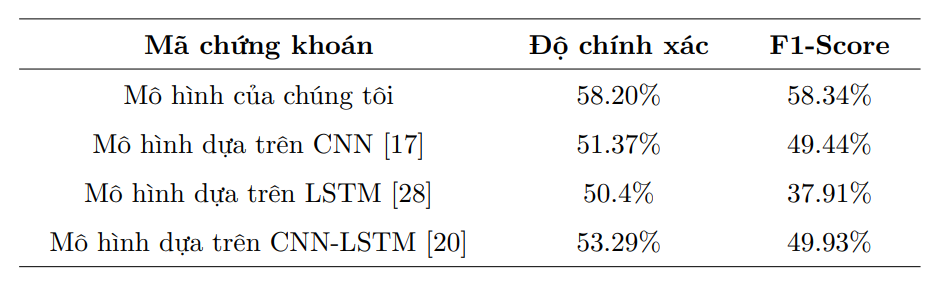 Mã chứng khoán Độ chính xác F1-Score
Mô hình của chúng tôi 58.20% 58.34%
Mô hình dựa trên CNN [17] 51.37% 49.44%
Mô hình dựa trên LSTM [28] 50.4% 37.91%
Mô hình dựa trên CNN-LSTM [20] 53.29% 49.93%